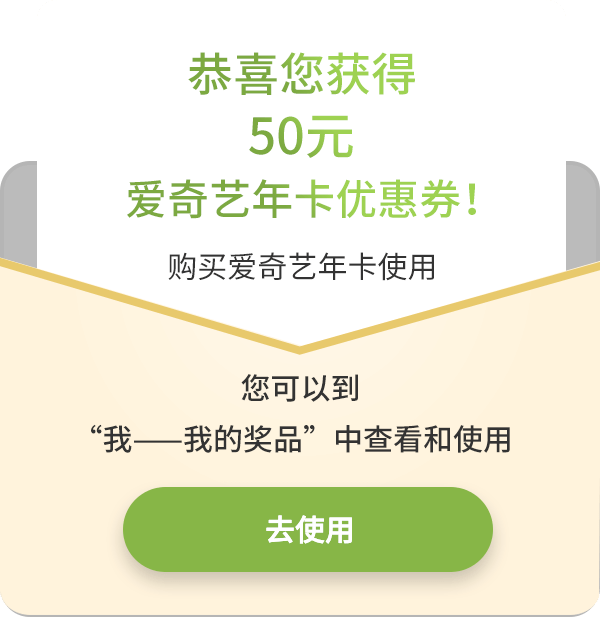 恭喜您获得
50元
爱奇艺年卡优惠券！
购买爱奇艺年卡使用
您可以到
“我——我的奖品”中查看和使用
去使用